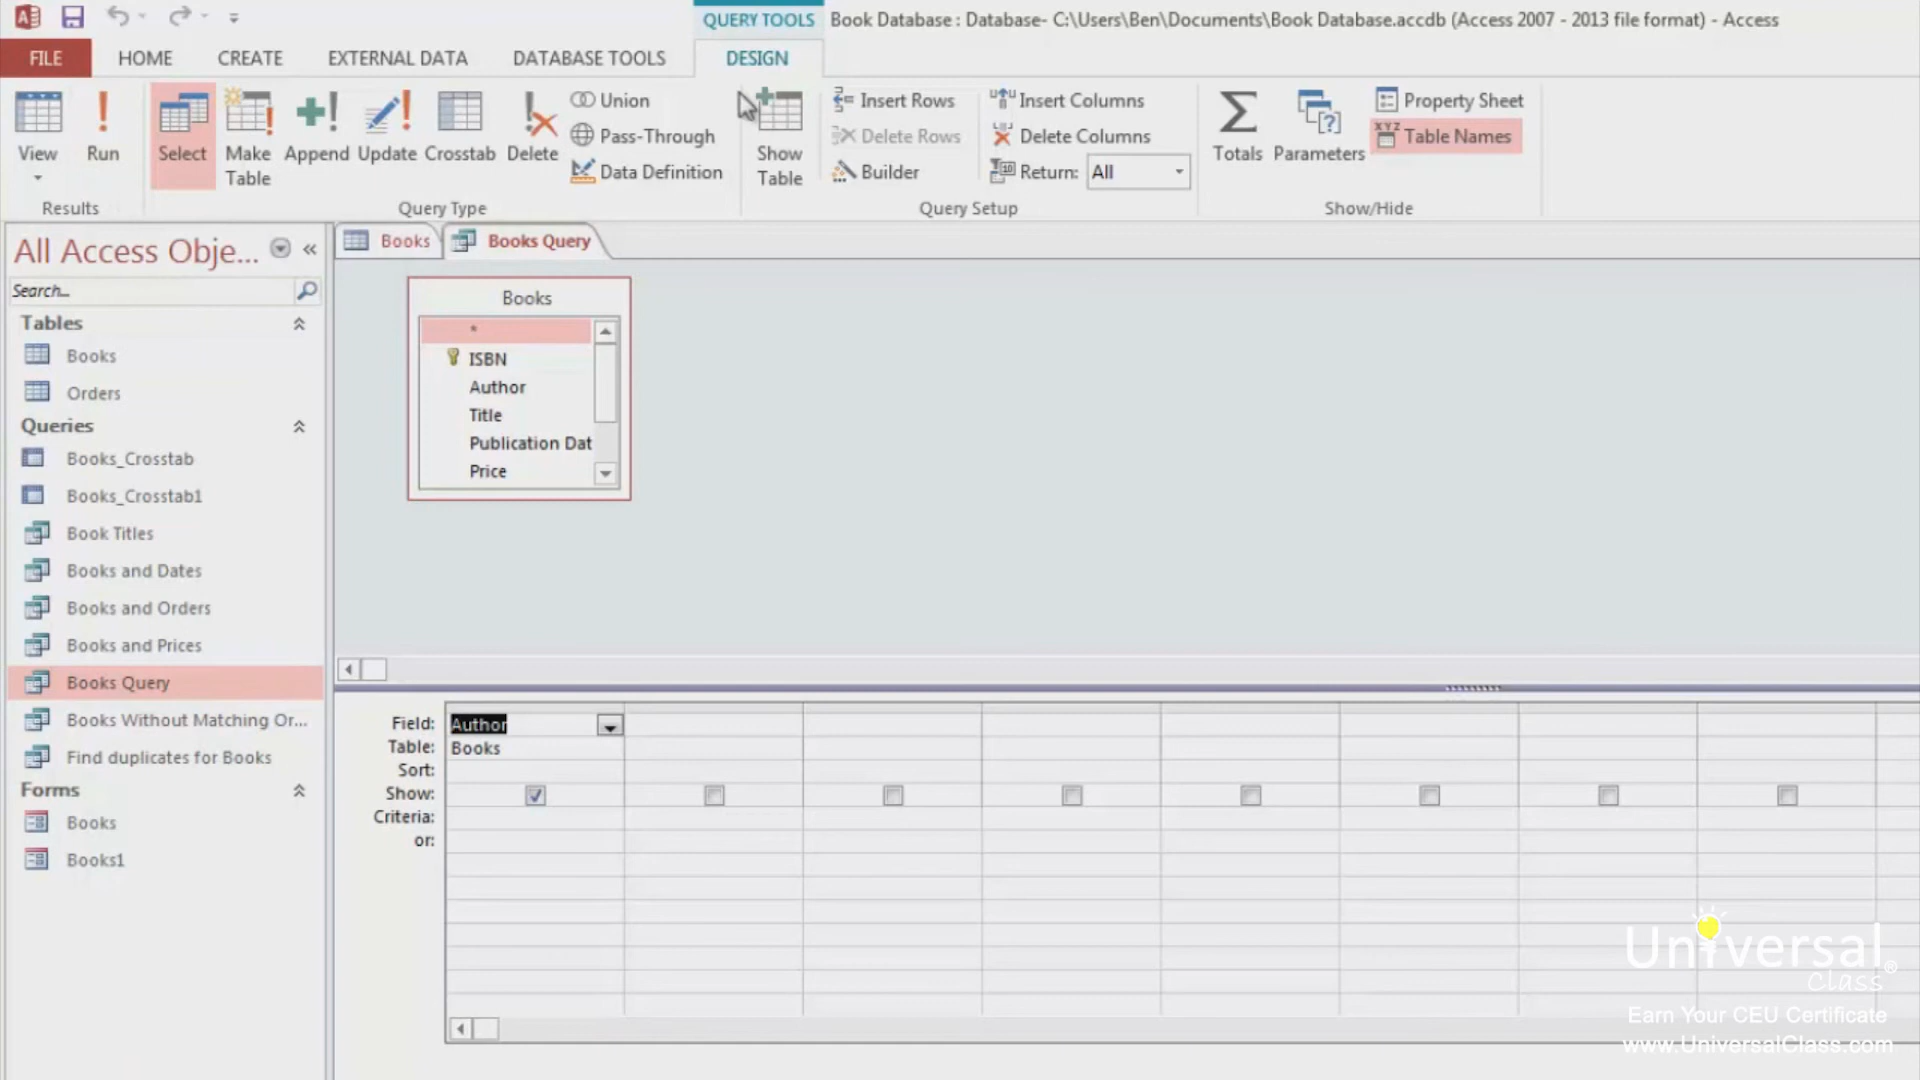 QUERY TOOLS
Book Database : Database- C:\Users\Ben\Documents\Book Database.accdb (Access 2007 - 2013 file format) - Access
FILE HOME CREATE EXTERNAL DATA DATABASE TOOLS DESIGN
View
Run
Results
Select
Make Table
Append
Update
Crosstab
Delete
Union
Pass-Through
Data Definition
Query Type
Show Table
Insert Rows
Delete Rows
Builder
Insert Columns
Delete Columns
Return: All
Query Setup
Totals
Parameters
Property Sheet
XYZ Table Names
Show/Hide
All Access Obje...
Search...
Tables
Books
Orders
Queries
Books_Crosstab
Books_Crosstab1
Book Titles
Books and Dates
Books and Orders
Books and Prices
Books Query
Books Without Matching Or...
Find duplicates for Books
Forms
Books
Books1
Books
Books Query
Books
*
ISBN
Author
Title
Publication Dat
Price
Field: Author
Table: Books
Sort:
Show:
Criteria:
or:
Universal
Class®
Earn Your CEU Certificate
www.UniversalClass.com